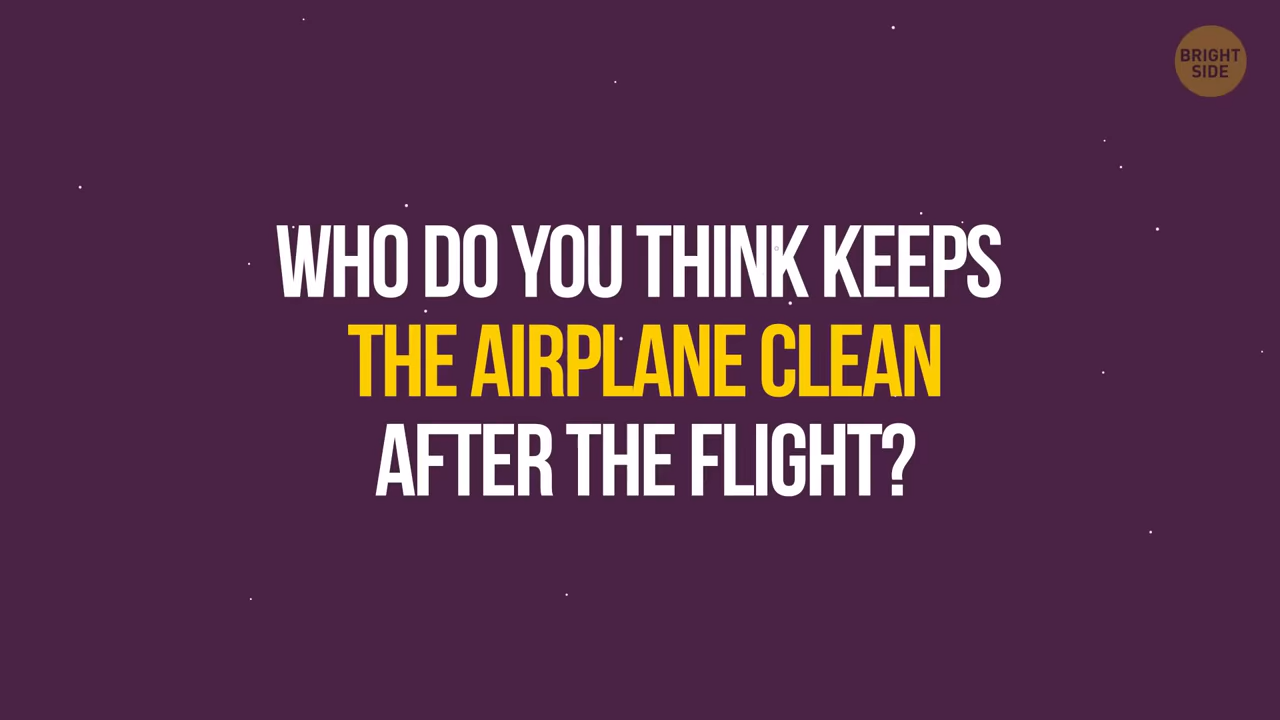 BRIGHT
SIDE
WHO DO YOU THINK KEEPS
THE AIRPLANE CLEAN
AFTER THE FLIGHT?